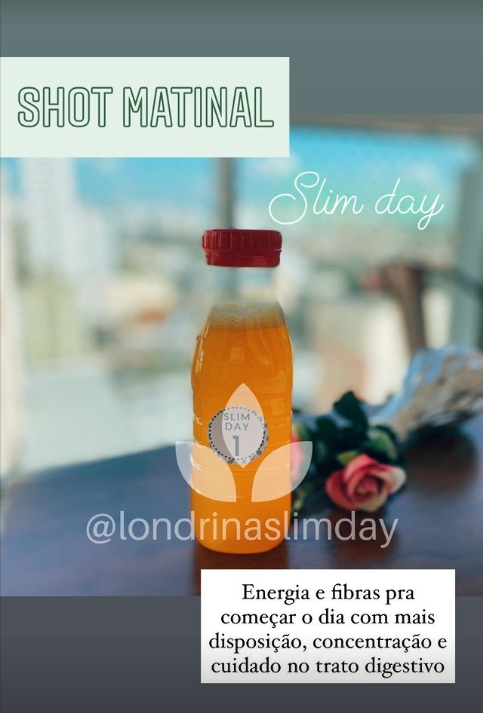 SHOT MATINAL
Slim day
SLIM
DAY
1
@londrinaslimday
Energia e fibras pra
começar o dia com mais
disposição, concentração e
cuidado no trato digestivo